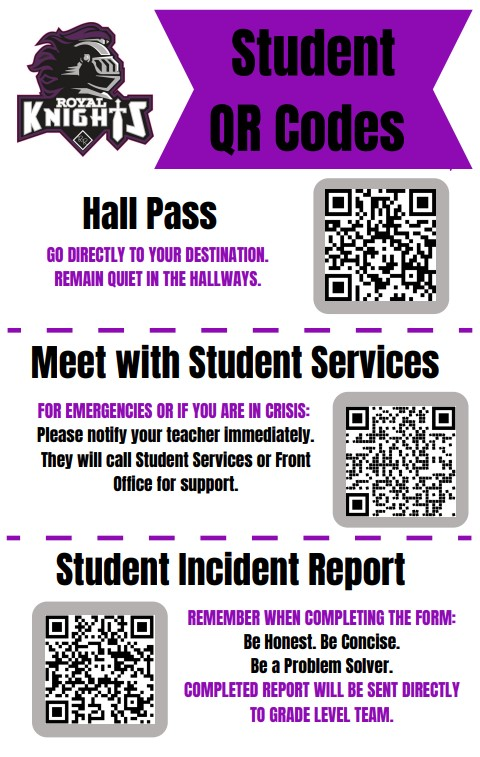 ROYAL
KNIGHTS
Student
QR Codes
Hall Pass
GO DIRECTLY TO YOUR DESTINATION.
REMAIN QUIET IN THE HALLWAYS.
Meet with Student Services
FOR EMERGENCIES OR IF YOU ARE IN CRISIS:
Please notify your teacher immediately.
They will call Student Services or Front
Office for support.
Student Incident Report
REMEMBER WHEN COMPLETING THE FORM:
Be Honest. Be Concise.
Be a Problem Solver.
COMPLETED REPORT WILL BE SENT DIRECTLY
TO GRADE LEVEL TEAM.